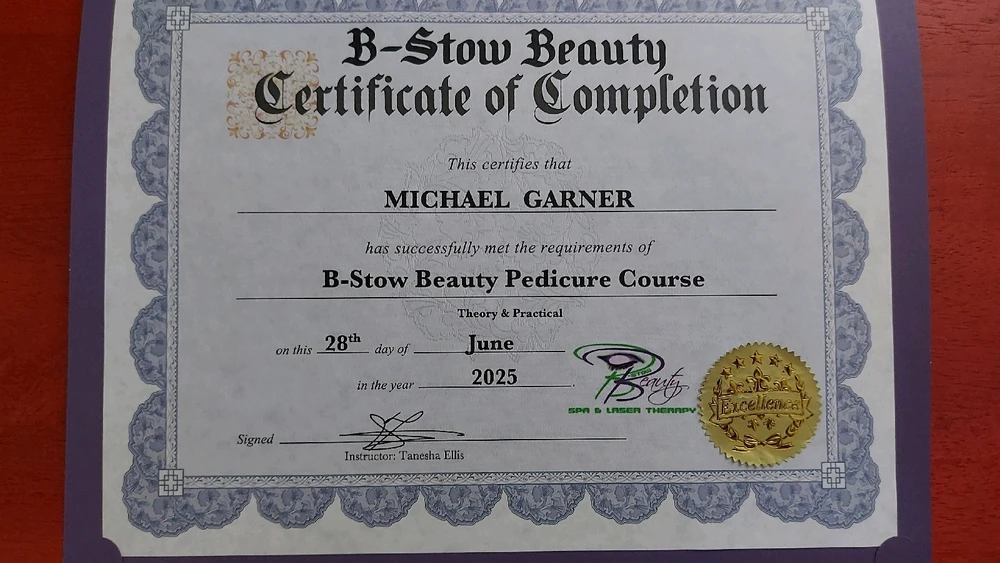 B-Stow Beauty
Certificate of Completion
This certifies that
MICHAEL GARNER
has successfully met the requirements of
B-Stow Beauty Pedicure Course
Theory & Practical
on this 28th day of June
in the year 2025.
Beauty
SPA & LASER THERAPY
Excellence
Signed
Instructor: Tanesha Ellis